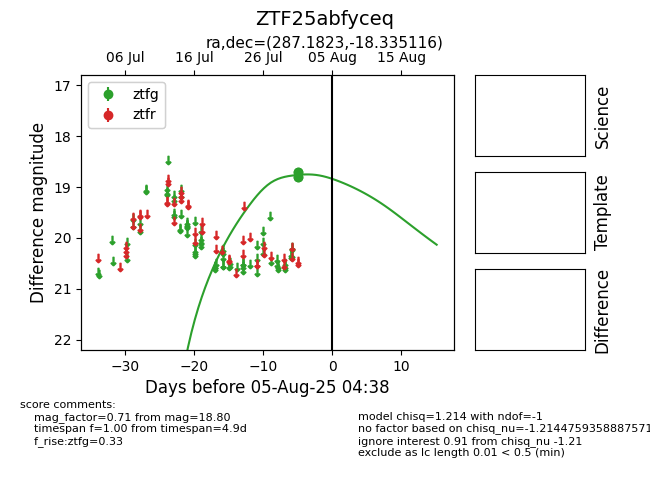 ZTF25abfyceq
ra,dec=(287.1823,-18.335116)
06 Jul 16 Jul 26 Jul 05 Aug 15 Aug
ztfg
ztfr
17
18
19
20
21
22
Difference magnitude
−30 −20 −10 0 10
Days before 05-Aug-25 04:38
Science
Template
Difference
score comments:
mag_factor=0.71 from mag=18.80
timespan f=1.00 from timespan=4.9d
f_rise:ztfg=0.33
model chisq=1.214 with ndof=-1
no factor based on chisq_nu=-1.2144759358887571
ignore interest 0.91 from chisq_nu -1.21
exclude as lc length 0.01 < 0.5 (min)